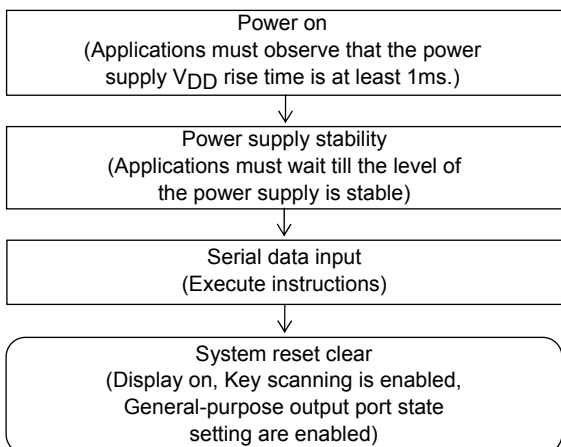 Power on
(Applications must observe that the power
supply VDD rise time is at least 1ms.)
Power supply stability
(Applications must wait till the level of
the power supply is stable)
Serial data input
(Execute instructions)
System reset clear
(Display on, Key scanning is enabled,
General-purpose output port state
setting are enabled)